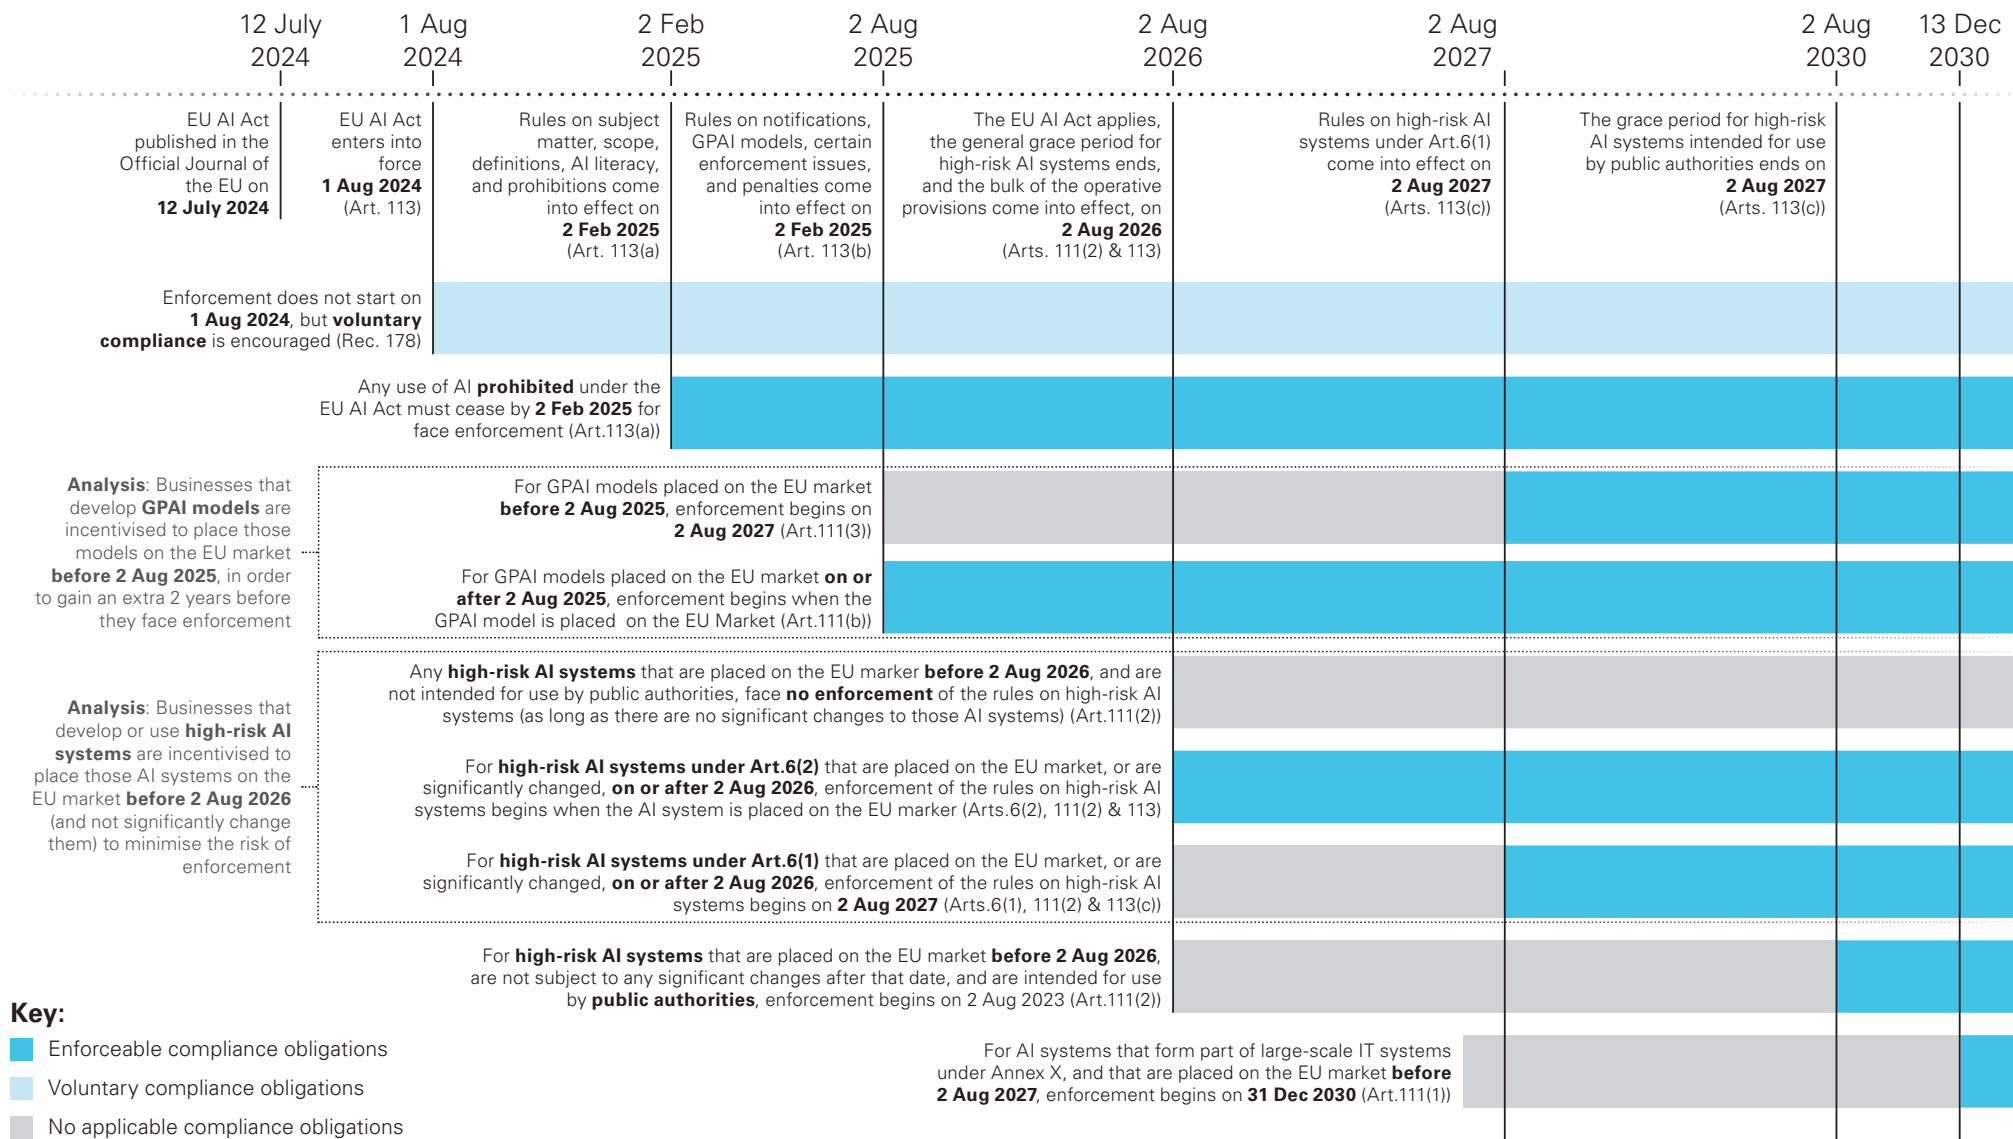 12 July
2024
1 Aug
2024
2 Feb
2025
2 Aug
2025
2 Aug
2026
2 Aug
2027
2 Aug
2030
13 Dec
2030
EU AI Act
published in the
Official Journal of
the EU on
12 July 2024
EU AI Act
enters into
force
1 Aug 2024
(Art. 113)
Rules on subject
matter, scope,
definitions, AI literacy,
and prohibitions come
into effect on
2 Feb 2025
(Art. 113(a)
Rules on notifications,
GPAI models, certain
enforcement issues,
and penalties come
into effect on
2 Feb 2025
(Art. 113(b)
The EU AI Act applies,
the general grace period for
high-risk AI systems ends,
and the bulk of the operative
provisions come into effect, on
2 Aug 2026
(Arts. 111(2) & 113)
Rules on high-risk AI
systems under Art.6(1)
come into effect on
2 Aug 2027
(Arts. 113(c))
The grace period for high-risk
AI systems intended for use
by public authorities ends on
2 Aug 2027
(Arts. 113(c))
Enforcement does not start on
1 Aug 2024, but voluntary
compliance is encouraged (Rec. 178)
Any use of AI prohibited under the
EU AI Act must cease by 2 Feb 2025 for
face enforcement (Art.113(a))
Analysis: Businesses that
develop GPAI models are
incentivised to place those
models on the EU market
before 2 Aug 2025, in order
to gain an extra 2 years before
they face enforcement
For GPAI models placed on the EU market
before 2 Aug 2025, enforcement begins on
2 Aug 2027 (Art.111(3))
For GPAI models placed on the EU market on or
after 2 Aug 2025, enforcement begins when the
GPAI model is placed on the EU Market (Art.111(b))
Analysis: Businesses that
develop or use high-risk AI
systems are incentivised to
place those AI systems on the
EU market before 2 Aug 2026
(and not significantly change
them) to minimise the risk of
enforcement
Any high-risk AI systems that are placed on the EU marker before 2 Aug 2026, and are
not intended for use by public authorities, face no enforcement of the rules on high-risk AI
systems (as long as there are no significant changes to those AI systems) (Art.111(2))
For high-risk AI systems under Art.6(2) that are placed on the EU market, or are
significantly changed, on or after 2 Aug 2026, enforcement of the rules on high-risk AI
systems begins when the AI system is placed on the EU marker (Arts.6(2), 111(2) & 113)
For high-risk AI systems under Art.6(1) that are placed on the EU market, or are
significantly changed, on or after 2 Aug 2026, enforcement of the rules on high-risk AI
systems begins on 2 Aug 2027 (Arts.6(1), 111(2) & 113(c))
For high-risk AI systems that are placed on the EU market before 2 Aug 2026,
are not subject to any significant changes after that date, and are intended for use
by public authorities, enforcement begins on 2 Aug 2023 (Art.111(2))
For AI systems that form part of large-scale IT systems
under Annex X, and that are placed on the EU market before
2 Aug 2027, enforcement begins on 31 Dec 2030 (Art.111(1))
Key:
Enforceable compliance obligations
Voluntary compliance obligations
No applicable compliance obligations